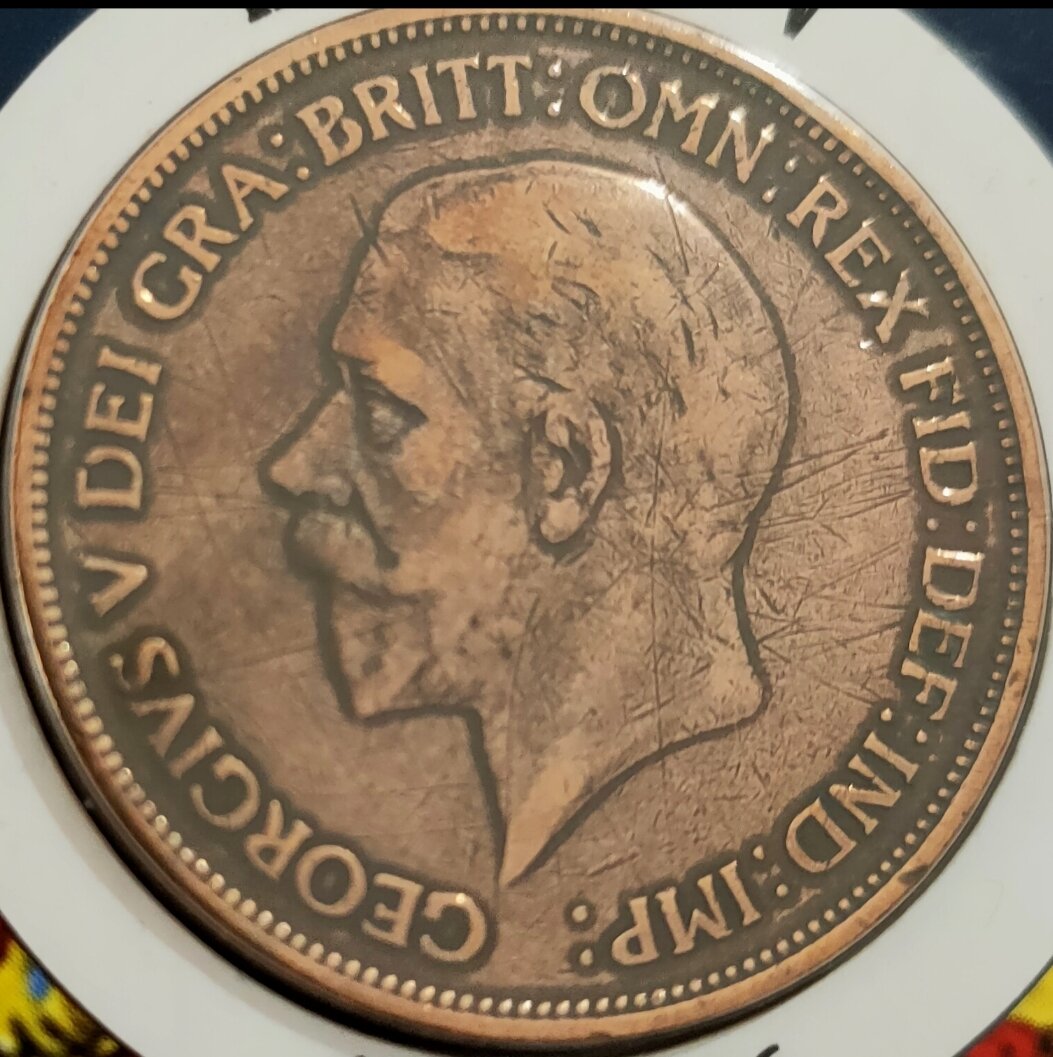 GEORGIVS V DEI GRA: BRITT: OMN: REX FID: DEF: IND: IMP: